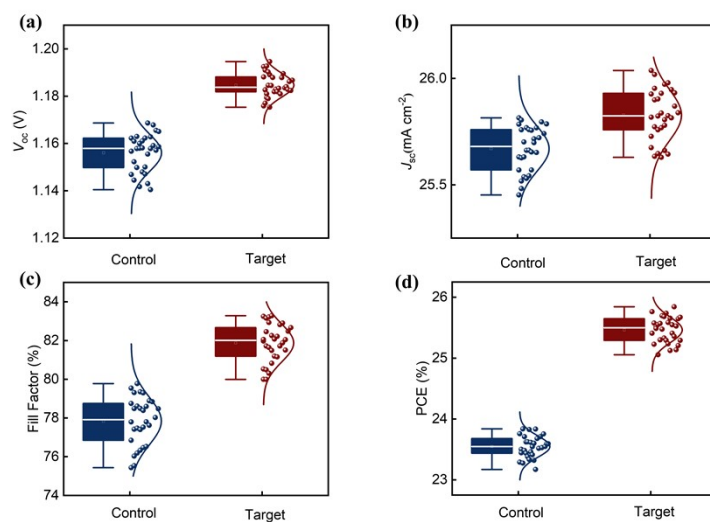 (a)
1.20
1.18
1.16
1.14
1.12
Voc (V)
Control
Target
(b)
26.0
25.5
Jsc(mA cm-2)
Control
Target
(c)
84
82
80
78
76
74
Fill Factor (%)
Control
Target
(d)
26
25
24
23
PCE (%)
Control
Target